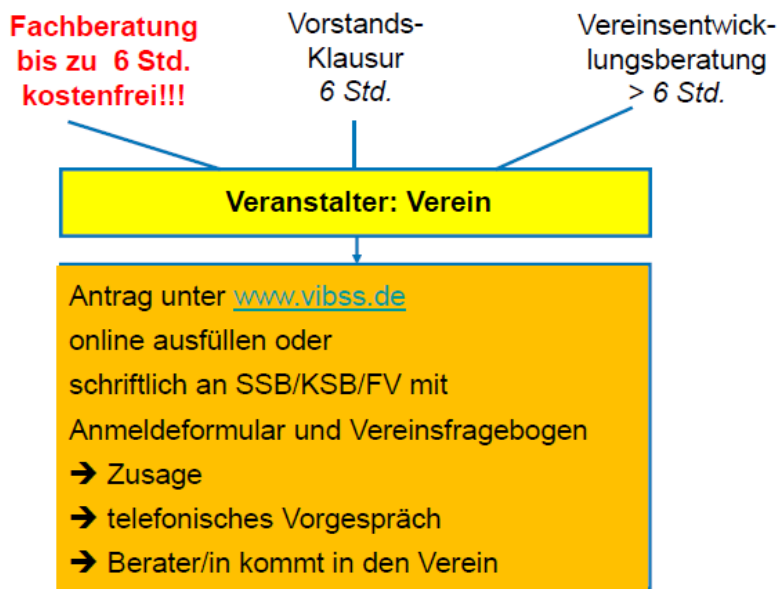 Fachberatung
bis zu 6 Std.
kostenfrei!!!
Vorstands-
Klausur
6 Std.
Vereinsentwick-
lungsberatung
> 6 Std.
Veranstalter: Verein
Antrag unter www.vibss.de
online ausfüllen oder
schriftlich an SSB/KSB/FV mit
Anmeldeformular und Vereinsfragebogen
➔ Zusage
➔ telefonisches Vorgespräch
➔ Berater/in kommt in den Verein